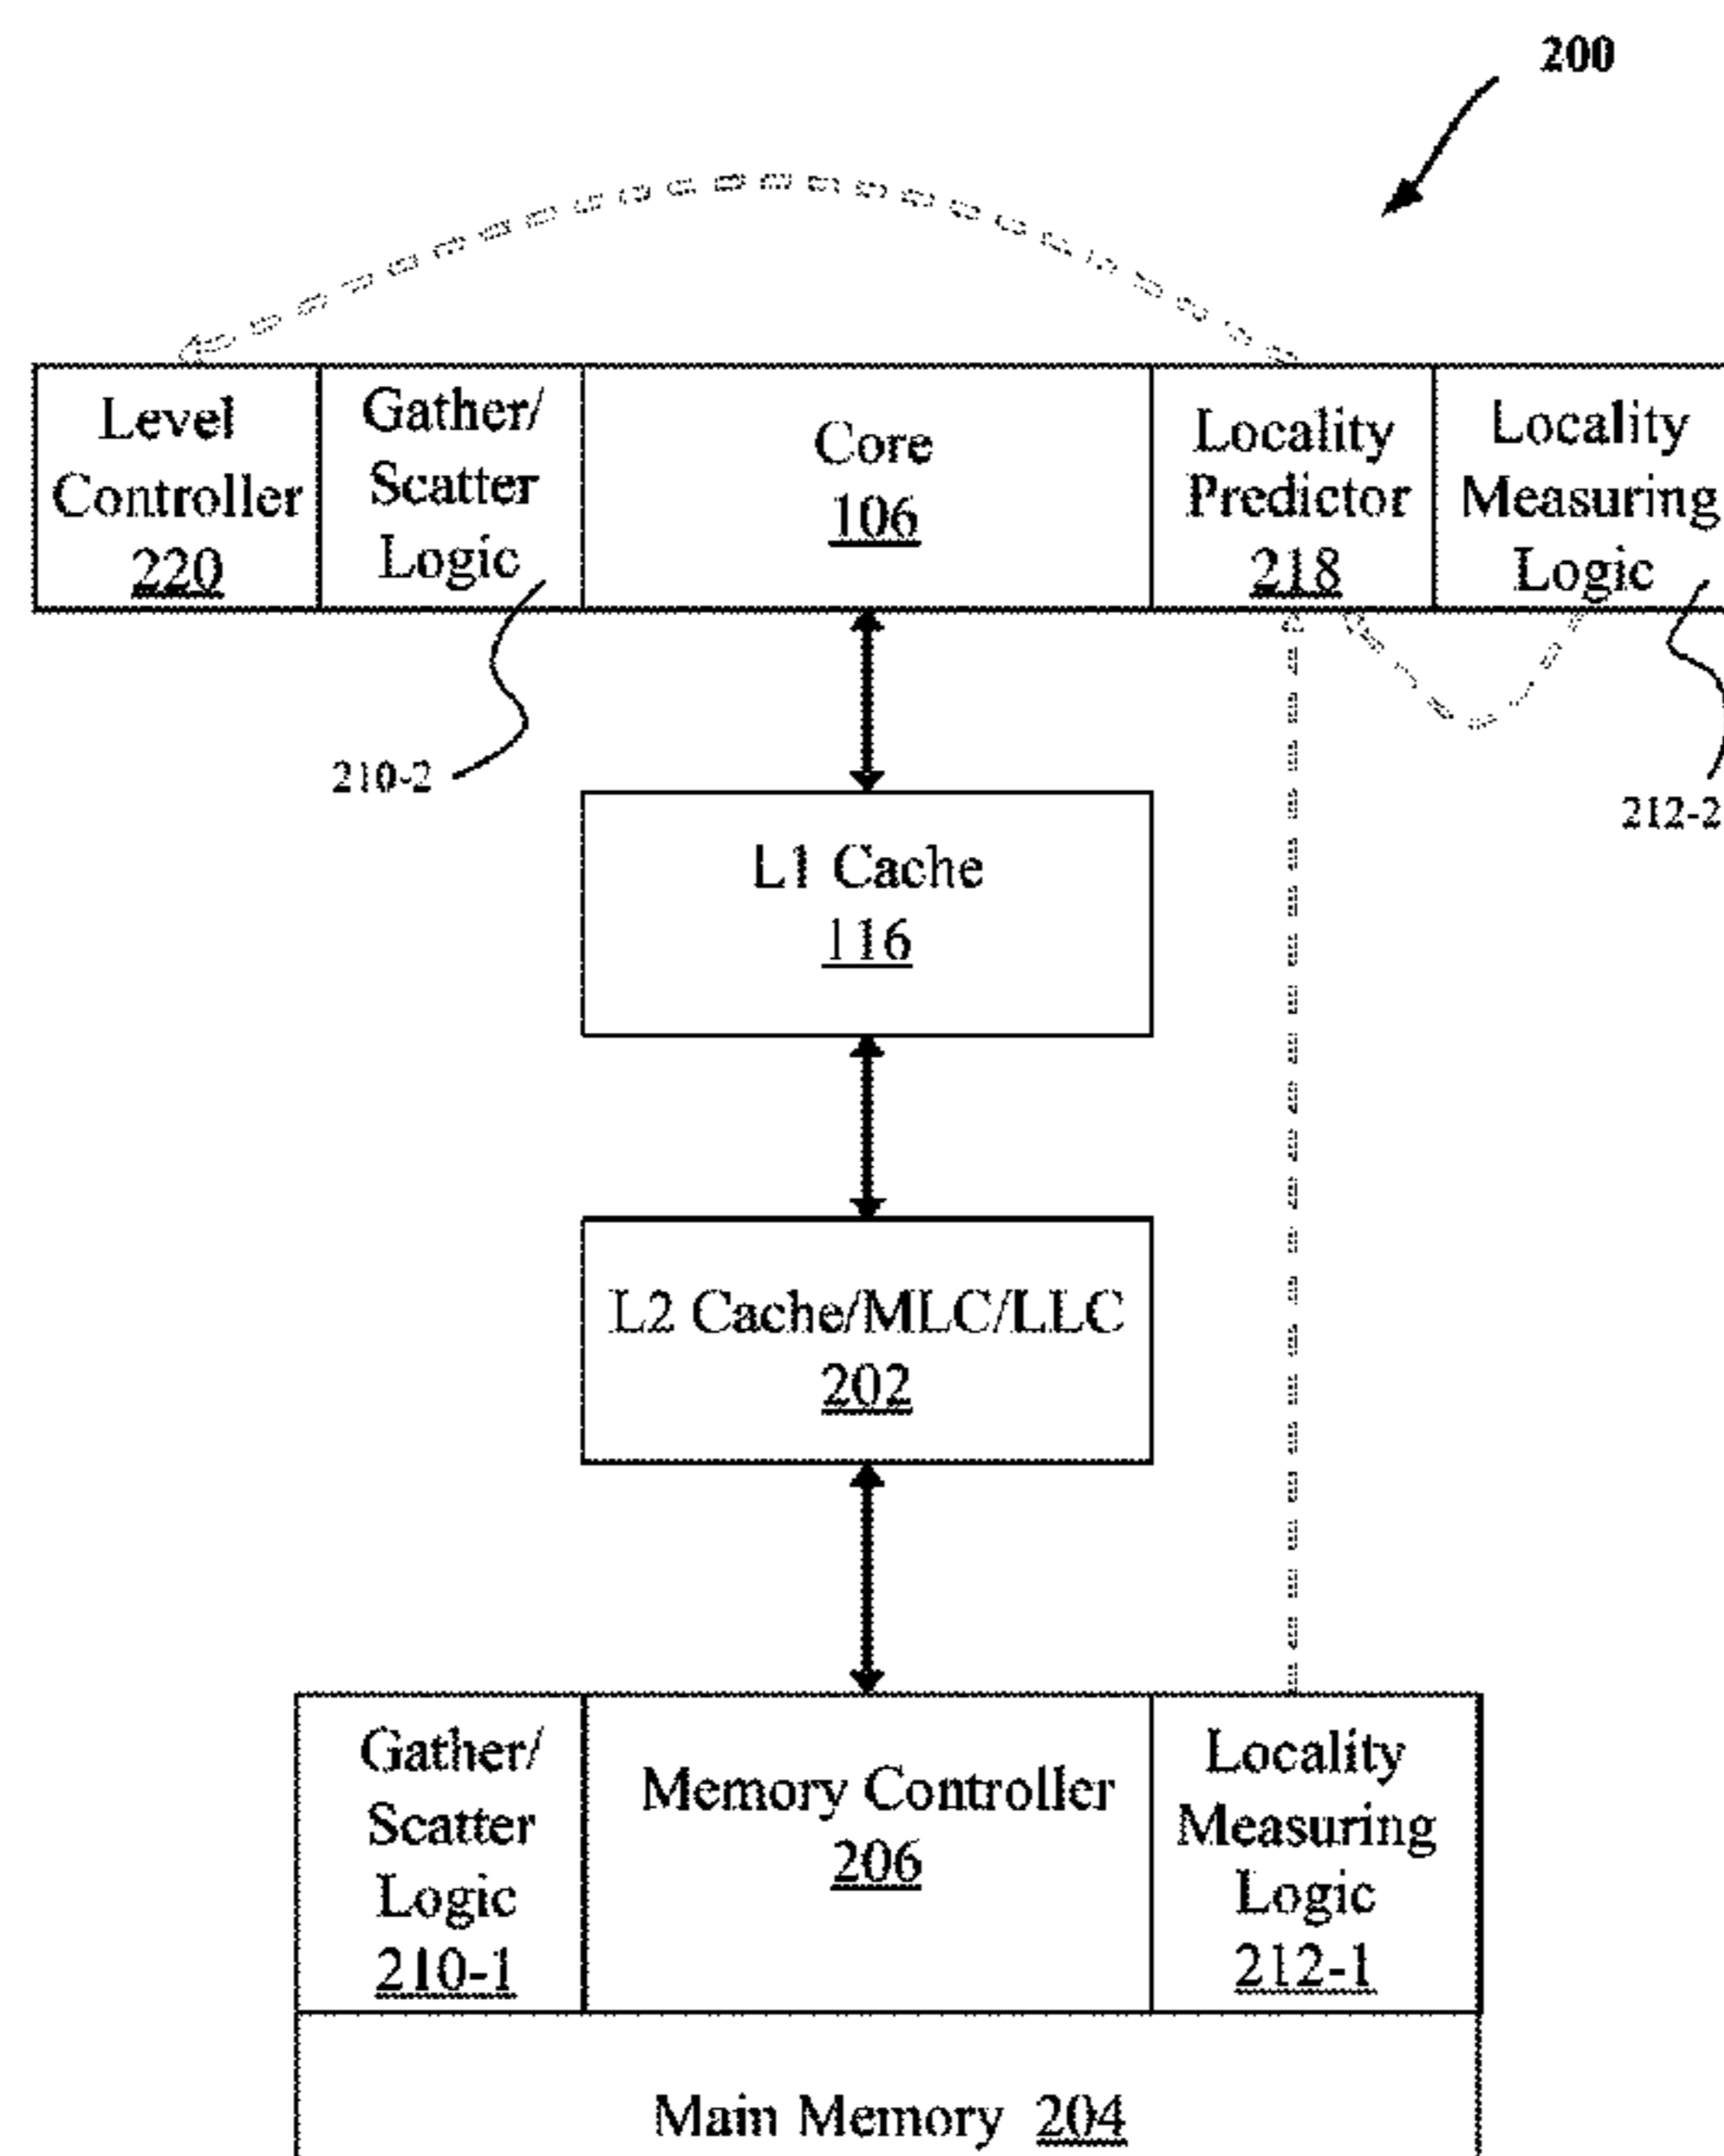 200
Level
Controller
220
Gather/
Scatter
Logic
Core
106
Locality
Predictor
218
Locality
Measuring
Logic
210-2
212-2
L1 Cache
116
L2 Cache/MLC/LLC
202
Gather/
Scatter
Logic
210-1
Memory Controller
206
Locality
Measuring
Logic
212-1
Main Memory 204